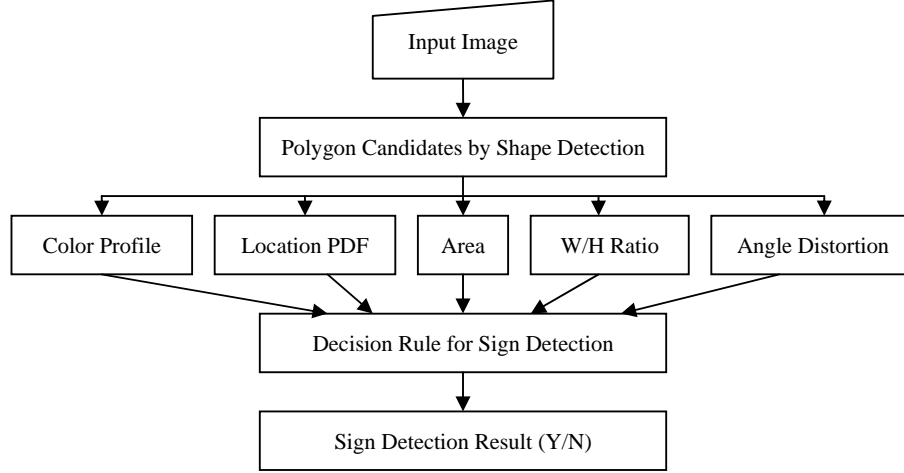 Input Image
Polygon Candidates by Shape Detection
Color Profile
Location PDF
Area
W/H Ratio
Angle Distortion
Decision Rule for Sign Detection
Sign Detection Result (Y/N)